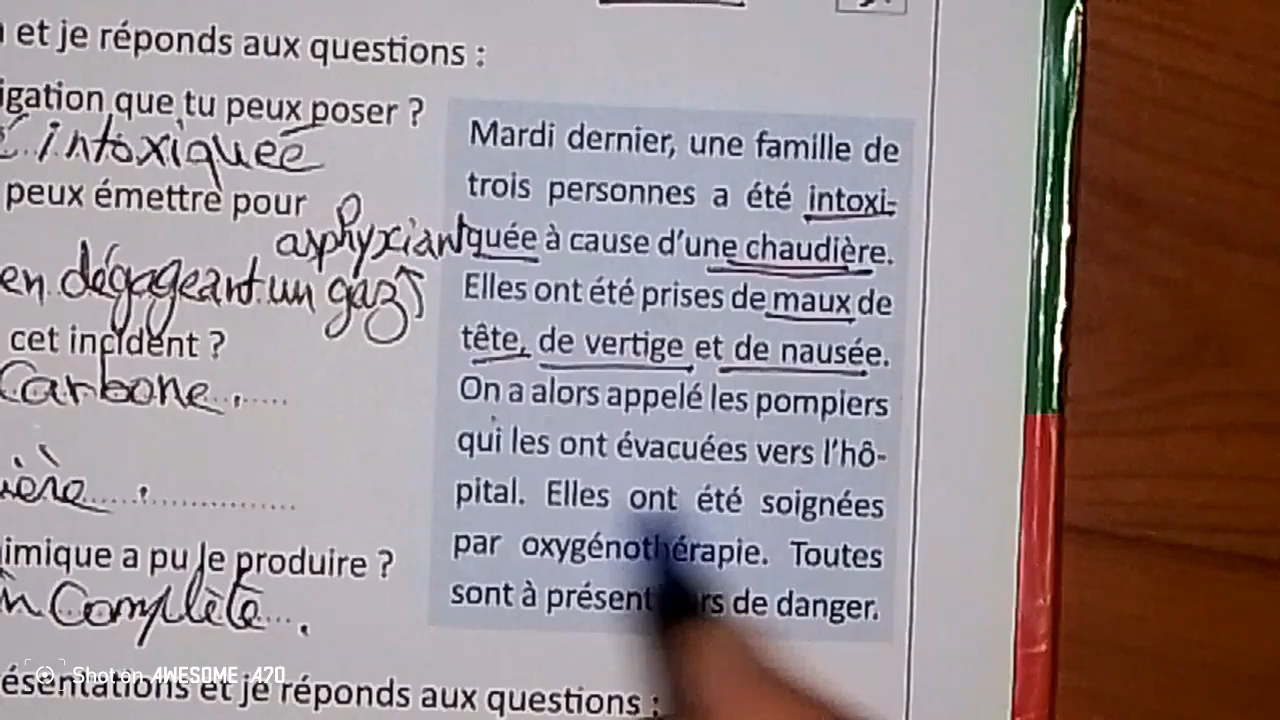 et je réponds aux questions :
igation que tu peux poser ?
intoxiquée
peux émettre pour
asphyxiant
en dégageant un gaz
cet incident ?
Carbone.
ière.
imique a pu le produire ?
n Complète.
ésentations et je réponds aux questions :
Mardi dernier, une famille de
trois personnes a été intoxi-
quée à cause d'une chaudière.
Elles ont été prises de maux de
tête, de vertige et de nausée.
On a alors appelé les pompiers
qui les ont évacuées vers l'hô-
pital. Elles ont été soignées
par oxygénothérapie. Toutes
sont à présent rs de danger.
Shot on AWESOME A70